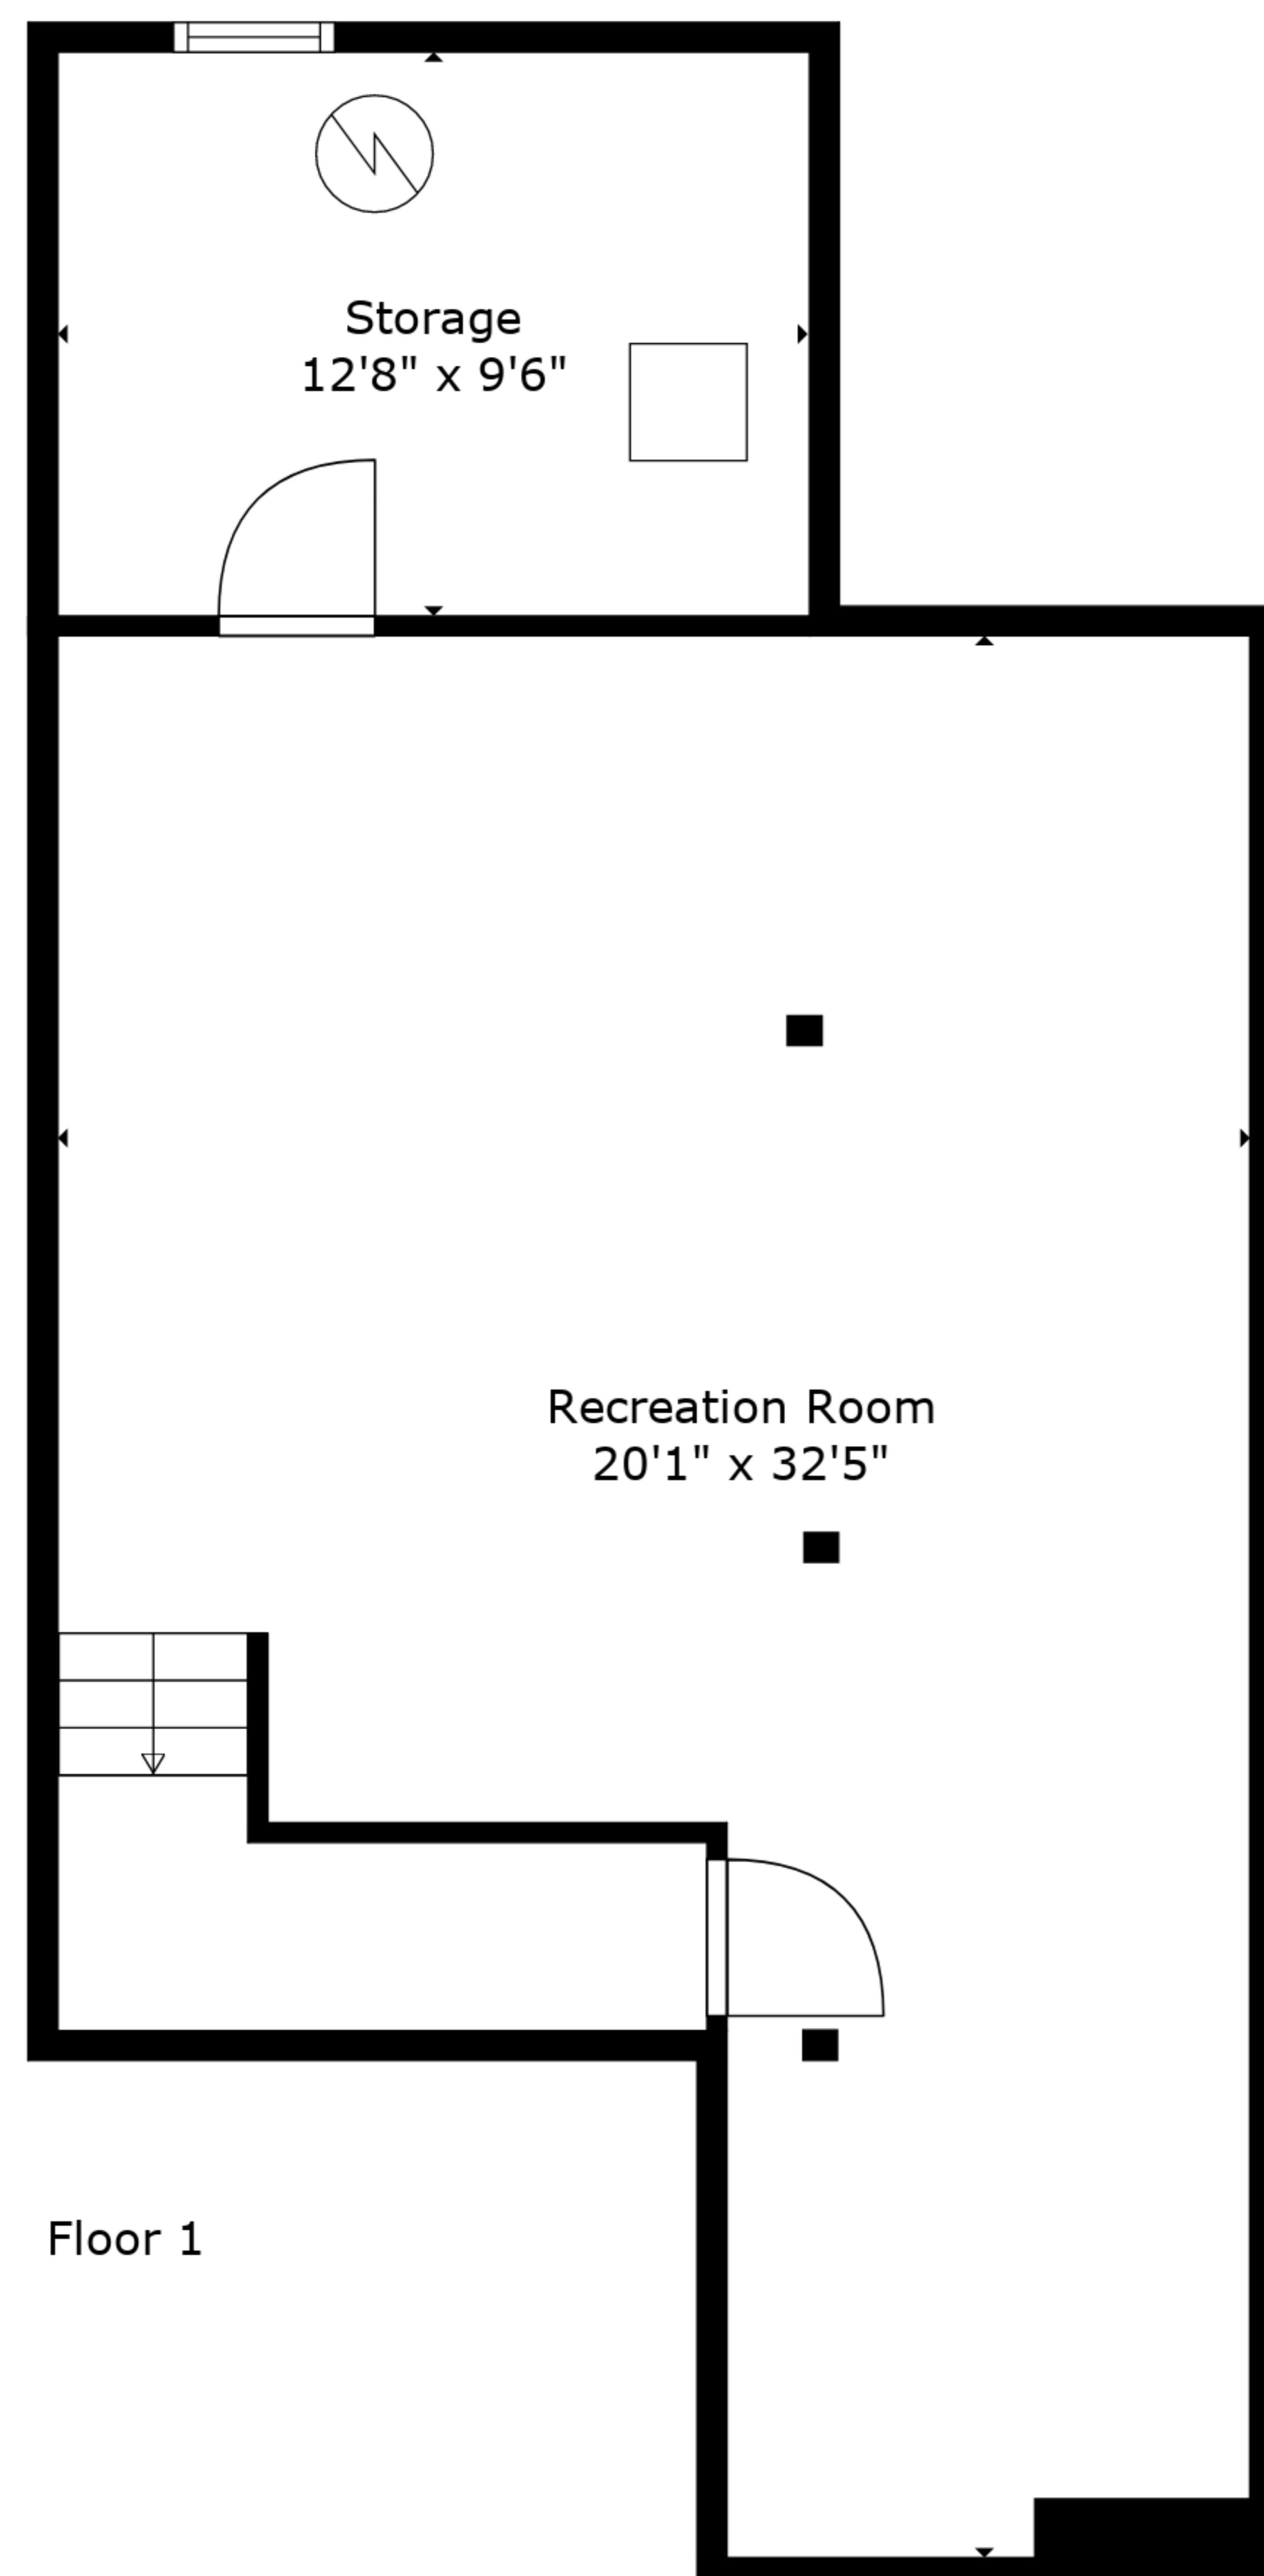 Storage
12'8" x 9'6"
Recreation Room
20'1" x 32'5"
Floor 1